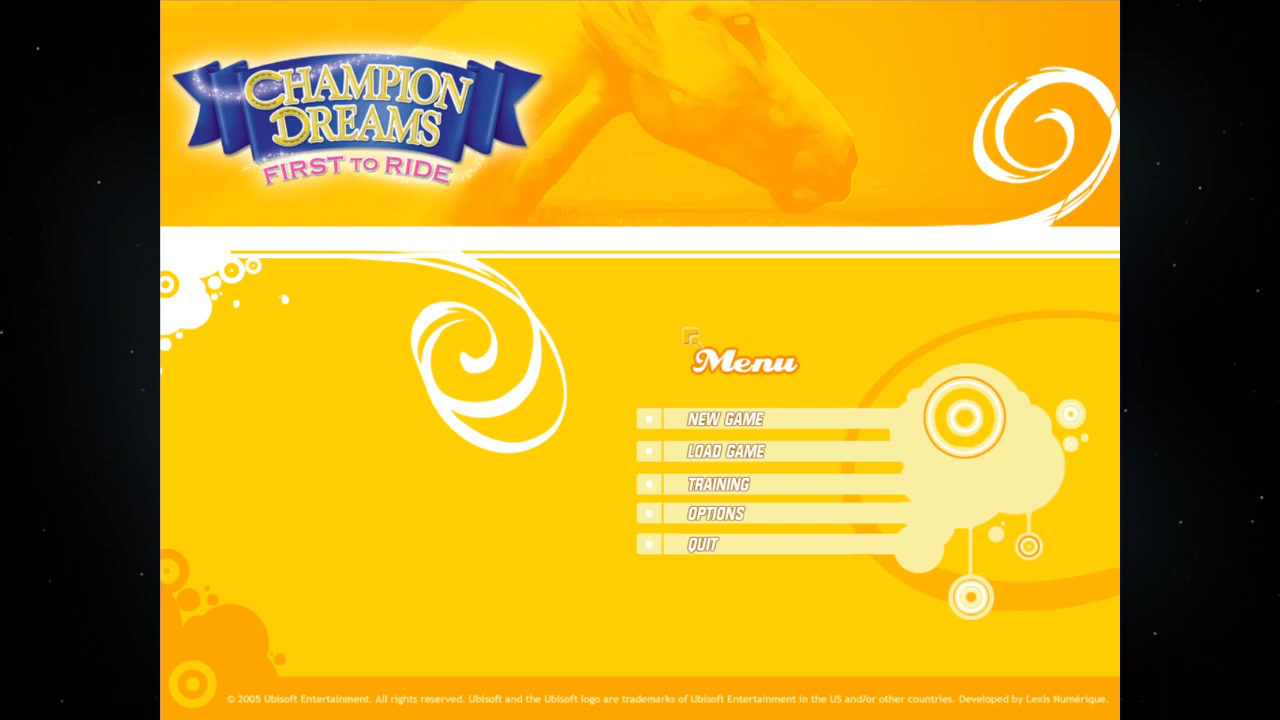 CHAMPION
DREAMS
FIRST TO RIDE
Menu
NEW GAME
LOAD GAME
TRAINING
OPTIONS
QUIT
© 2005 Ubisoft Entertainment. All rights reserved. Ubisoft and the Ubisoft logo are trademarks of Ubisoft Entertainment in the US and/or other countries. Developed by Lexis Numérique.